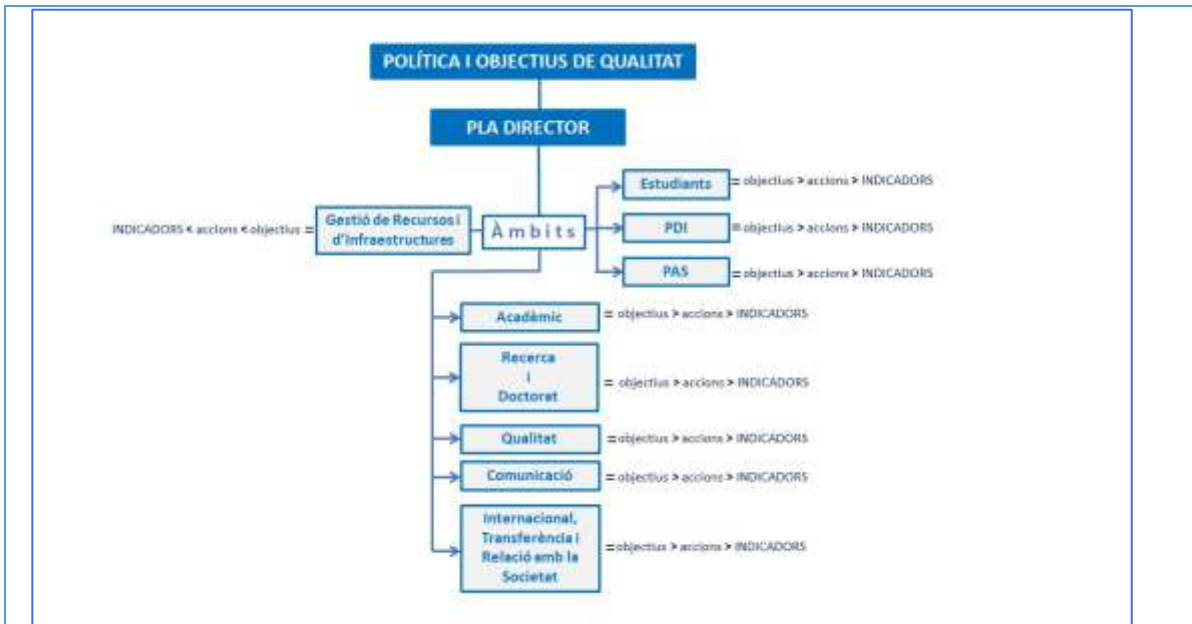 POLÍTICA I OBJECTIUS DE QUALITAT
PLA DIRECTOR
Estudiants
= objectius > accions > INDICADORS
INDICADORS < accions < objectius =
Gestió de Recursos i
d'Infraestructures
Àmbits
PDI
= objectius > accions > INDICADORS
PAS
= objectius > accions > INDICADORS
Acadèmic
= objectius > accions > INDICADORS
Recerca
i
Doctorat
= objectius > accions > INDICADORS
Qualitat
= objectius > accions > INDICADORS
Comunicació
= objectius > accions > INDICADORS
Internacional,
Transferència i
Relació amb la
Societat
= objectius > accions > INDICADORS